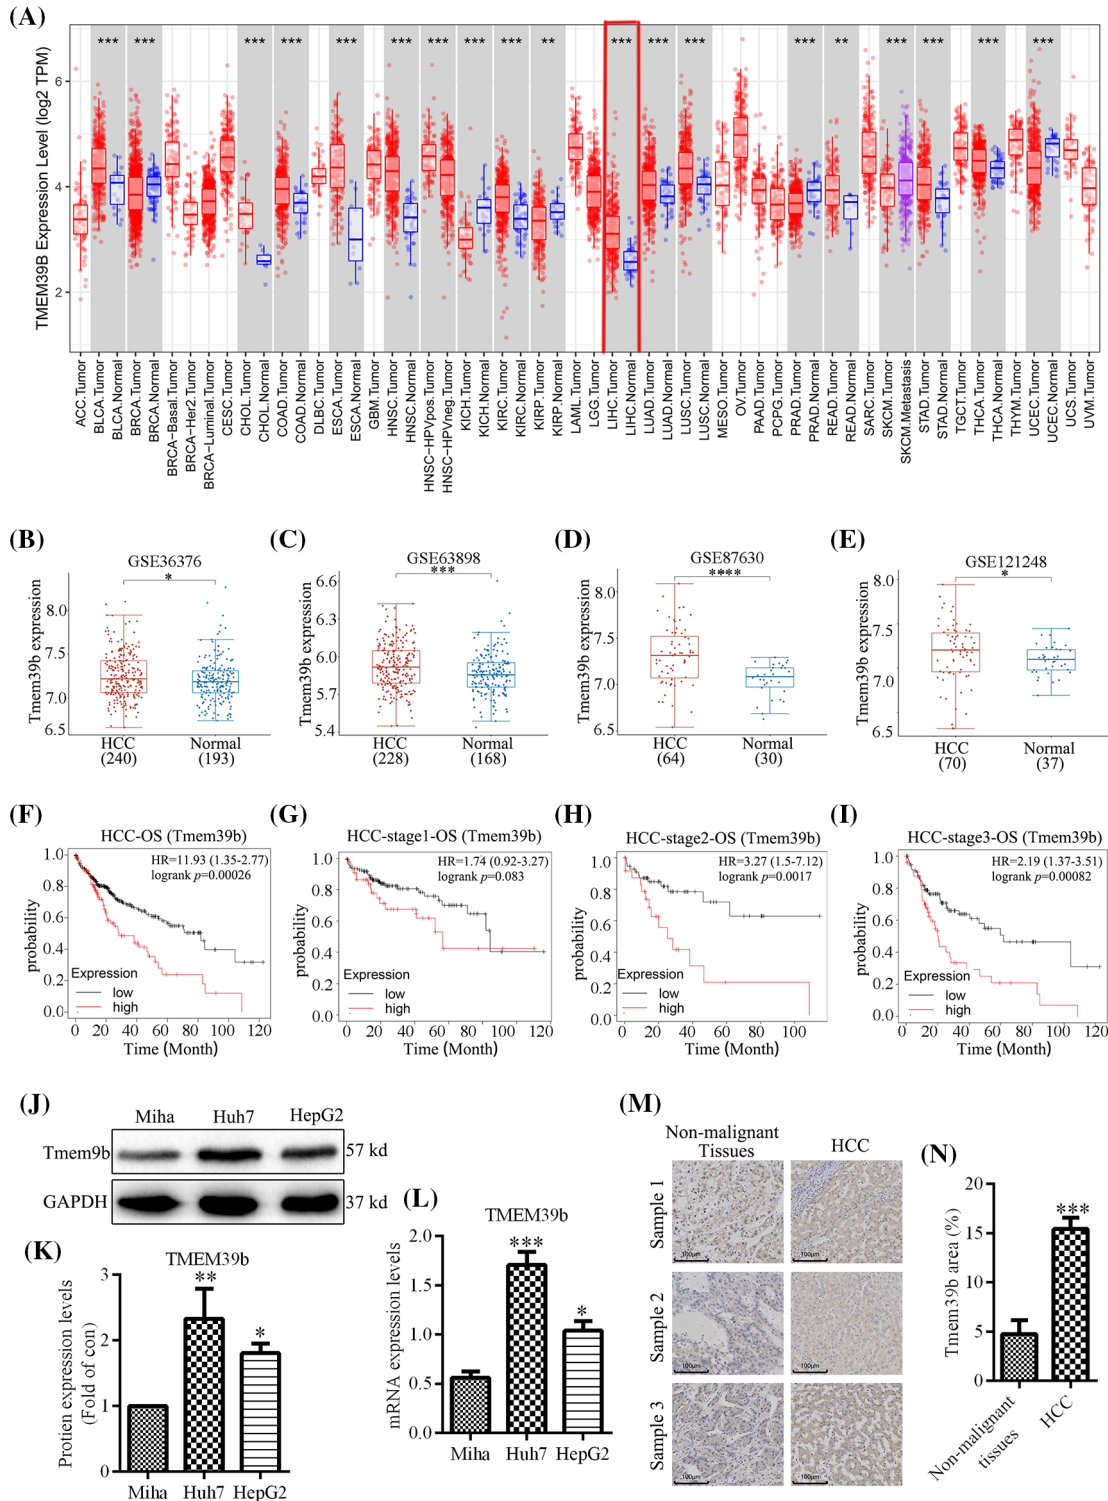 (A)
TMEM39B Expression Level (log2 TPM)
6
4
2
*** *** *** *** *** *** *** *** *** ** *** *** *** *** ** *** *** *** ***
ACC.Tumor
BLCA.Tumor
BLCA.Normal
BRCA.Tumor
BRCA.Normal
BRCA-Basal.Tumor
BRCA-Her2.Tumor
BRCA-Luminal.Tumor
CESC.Tumor
CHOL.Tumor
CHOL.Normal
COAD.Tumor
COAD.Normal
DLBC.Tumor
ESCA.Tumor
ESCA.Normal
GBM.Tumor
HNSC.Tumor
HNSC.Normal
HNSC-HPVpos.Tumor
HNSC-HPVneg.Tumor
KICH.Tumor
KICH.Normal
KIRC.Tumor
KIRC.Normal
KIRP.Tumor
KIRP.Normal
LAML.Tumor
LGG.Tumor
LIHC.Tumor
LIHC.Normal
LUAD.Tumor
LUAD.Normal
LUSC.Tumor
LUSC.Normal
MESO.Tumor
OV.Tumor
PAAD.Tumor
PCPG.Tumor
PRAD.Tumor
PRAD.Normal
READ.Tumor
READ.Normal
SARC.Tumor
SKCM.Tumor
SKCM.Metastasis
STAD.Tumor
STAD.Normal
TGCT.Tumor
THCA.Tumor
THCA.Normal
THYM.Tumor
UCEC.Tumor
UCEC.Normal
UCS.Tumor
UVM.Tumor
(B)
GSE36376
*
Tmem39b expression
8.0
7.5
7.0
6.5
HCC Normal
(240) (193)
(C)
GSE63898
***
Tmem39b expression
6.6
6.3
6.0
5.7
5.4
HCC Normal
(228) (168)
(D)
GSE87630
****
Tmem39b expression
8.0
7.5
7.0
6.5
HCC Normal
(64) (30)
(E)
GSE121248
*
Tmem39b expression
8.0
7.5
7.0
6.5
HCC Normal
(70) (37)
(F)
HCC-OS (Tmem39b)
HR=11.93 (1.35-2.77)
logrank p=0.00026
probability
1.0
0.8
0.6
0.4
0.2
0.0
Expression
low
high
0 20 40 60 80 100 120
Time (Month)
(G)
HCC-stage1-OS (Tmem39b)
HR=1.74 (0.92-3.27)
logrank p=0.083
probability
1.0
0.8
0.6
0.4
0.2
0.0
Expression
low
high
0 20 40 60 80 100 120
Time (Month)
(H)
HCC-stage2-OS (Tmem39b)
HR=3.27 (1.5-7.12)
logrank p=0.0017
probability
1.0
0.8
0.6
0.4
0.2
0.0
Expression
low
high
0 20 40 60 80 100
Time (Month)
(I)
HCC-stage3-OS (Tmem39b)
HR=2.19 (1.37-3.51)
logrank p=0.00082
probability
1.0
0.8
0.6
0.4
0.2
0.0
Expression
low
high
0 20 40 60 80 100 120
Time (Month)
(J)
Miha Huh7 HepG2
Tmem9b 57 kd
GAPDH 37 kd
(K)
TMEM39b
Protien expression levels
(Fold of con)
3
2
1
0
**
*
Miha Huh7 HepG2
(L)
TMEM39b
mRNA expression levels
2.0
1.5
1.0
0.5
0.0
***
*
Miha Huh7 HepG2
(M)
Non-malignant
Tissues
HCC
Sample 1
100μm 100μm
Sample 2
100μm 100μm
Sample 3
100μm 100μm
(N)
Tmem39b area (%)
20
15
10
5
0
***
Non-malignant
tissues
HCC